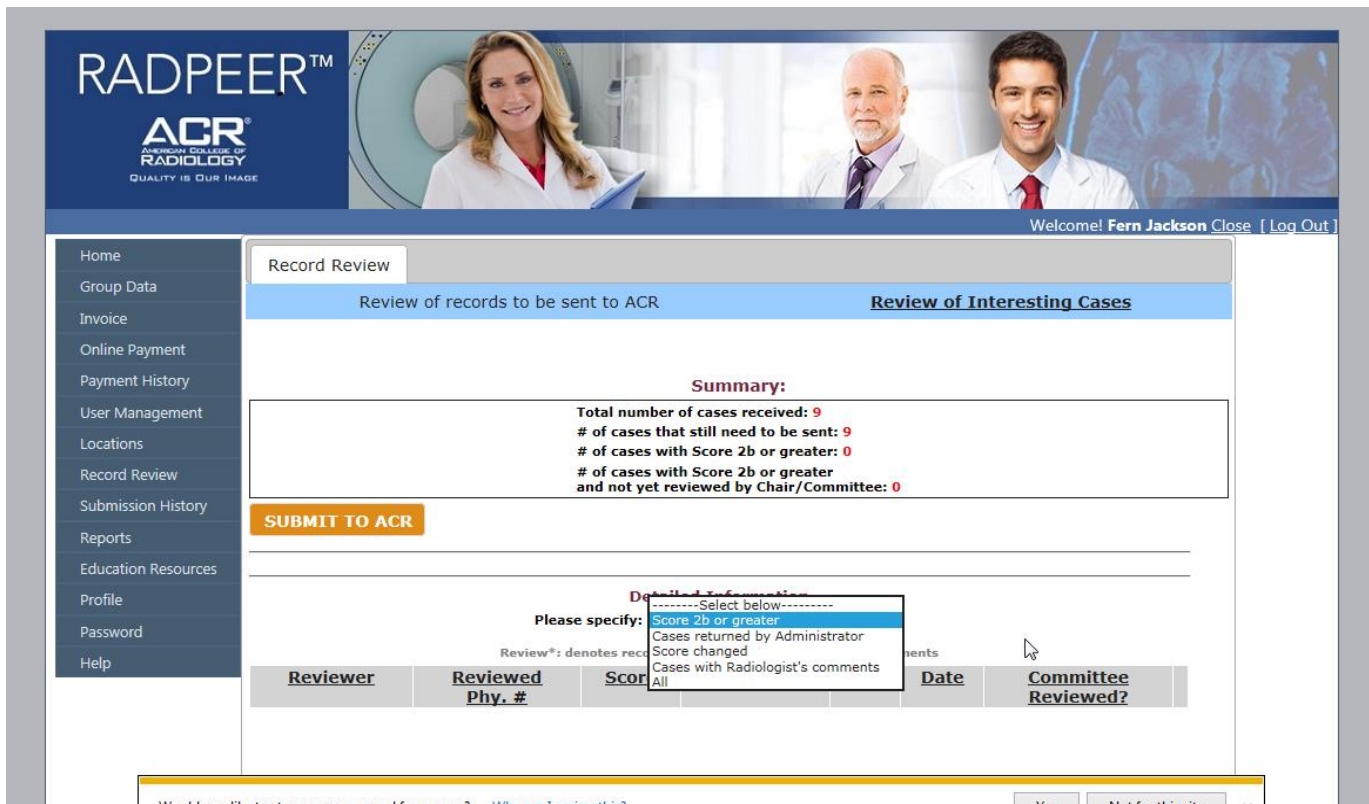 RADPEER™
ACR®
AMERICAN COLLEGE OF
RADIOLOGY
QUALITY IS OUR IMAGE
Welcome! Fern Jackson Close [ Log Out ]
Home
Group Data
Invoice
Online Payment
Payment History
User Management
Locations
Record Review
Submission History
Reports
Education Resources
Profile
Password
Help
Record Review
Review of records to be sent to ACR
Review of Interesting Cases
Summary:
Total number of cases received: 9
# of cases that still need to be sent: 9
# of cases with Score 2b or greater: 0
# of cases with Score 2b or greater
and not yet reviewed by Chair/Committee: 0
SUBMIT TO ACR
Detailed Information
Please specify:
--------Select below---------
Score 2b or greater
Cases returned by Administrator
Score changed
Cases with Radiologist's comments
All
Review*: denotes
Reviewer Reviewed Phy. # Date Committee Reviewed?